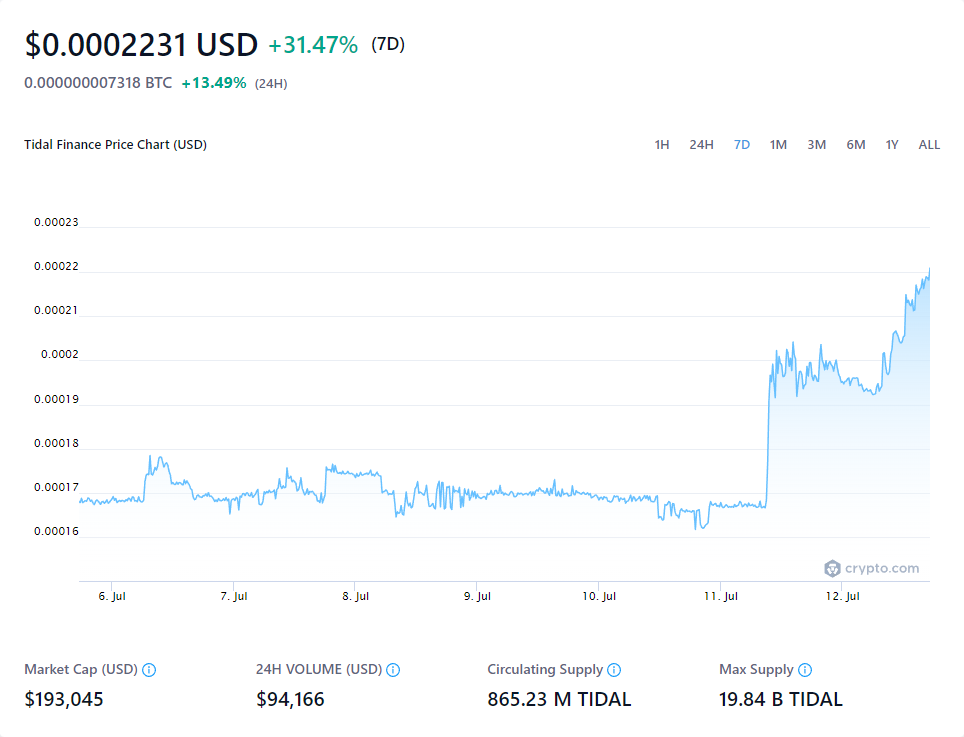 $0.0002231 USD +31.47% (7D)
0.000000007318 BTC +13.49% (24H)
Tidal Finance Price Chart (USD) 1H 24H 7D 1M 3M 6M 1Y ALL
0.00023
0.00022
0.00021
0.0002
0.00019
0.00018
0.00017
0.00016
crypto.com
6. Jul 7. Jul 8. Jul 9. Jul 10. Jul 11. Jul 12. Jul
Market Cap (USD) 24H VOLUME (USD) Circulating Supply Max Supply
$193,045 $94,166 865.23 M TIDAL 19.84 B TIDAL